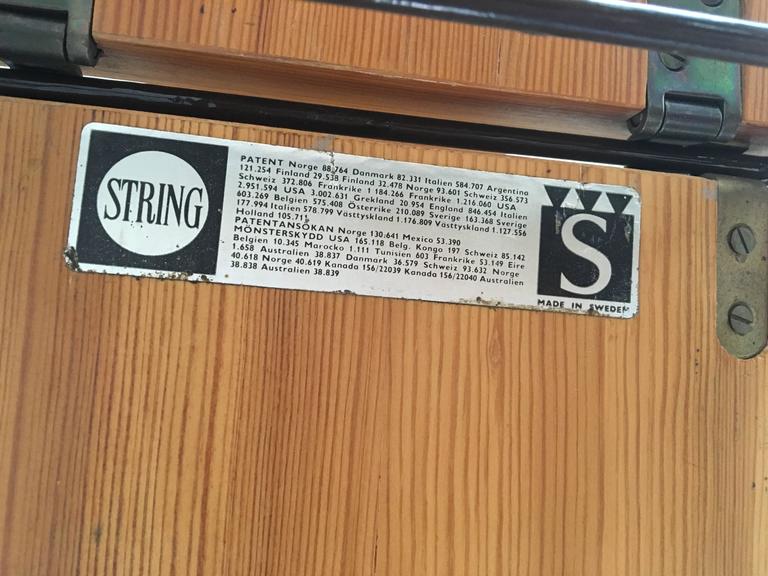 STRING
PATENT Norge 88.764 Danmark 82.331 Italien 584.707 Argentina
121.254 Finland 29.538 Finland 32.478 Norge 93.601 Schweiz 356.573
Schweiz 372.806 Frankrike 1 184.266 Frankrike 1.216.060 USA
2.951.594 USA 3.002.631 Grekland 20.954 England 846.454 Italien
603.269 Belgien 575.408 Österrike 210.089 Sverige 163.368 Sverige
177.994 Italien 578.799 Västtyskland 1.176.809 Västtyskland 1.127.556
Holland 105.715
PATENTANSÖKAN Norge 130.641 Mexico 53.390
MÖNSTERSKYDD USA 165.118 Belg. Kongo 197 Schweiz 85.142
Belgien 10.345 Marocko 1.111 Tunisien 603 Frankrike 53.149 Eire
1.658 Australien 38.837 Danmark 36.579 Schweiz 93.632 Norge
40.618 Norge 40.619 Kanada 156/22039 Kanada 156/22040 Australien
38.838 Australien 38.839
S
MADE IN SWEDEN